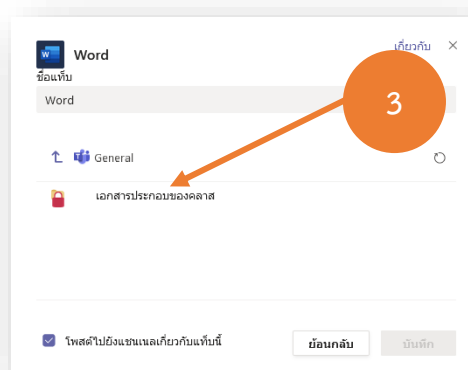 Word
เกี่ยวกับ
ชื่อแท็บ
Word
3
General
เอกสารประกอบของคลาส
โพสต์ไปยังแชนเนลเกี่ยวกับแท็บนี้
ย้อนกลับ
บันทึก